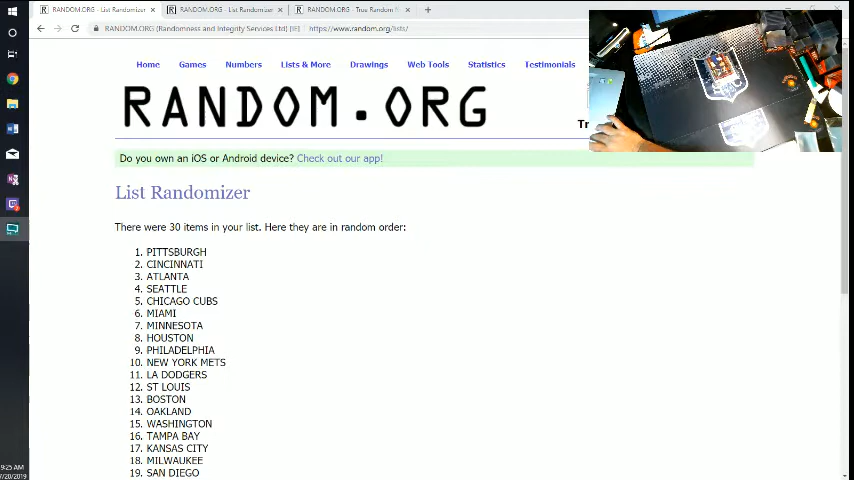 RANDOM.ORG - List Randomizer
RANDOM.ORG - List Randomizer
RANDOM.ORG - True Random
RANDOM.ORG (Randomness and Integrity Services Ltd) [IE]
https://www.random.org/lists/
Home Games Numbers Lists & More Drawings Web Tools Statistics Testimonials
RANDOM.ORG
Do you own an iOS or Android device? Check out our app!
List Randomizer
There were 30 items in your list. Here they are in random order:
1. PITTSBURGH
2. CINCINNATI
3. ATLANTA
4. SEATTLE
5. CHICAGO CUBS
6. MIAMI
7. MINNESOTA
8. HOUSTON
9. PHILADELPHIA
10. NEW YORK METS
11. LA DODGERS
12. ST LOUIS
13. BOSTON
14. OAKLAND
15. WASHINGTON
16. TAMPA BAY
17. KANSAS CITY
18. MILWAUKEE
19. SAN DIEGO
9:25 AM
/20/2019